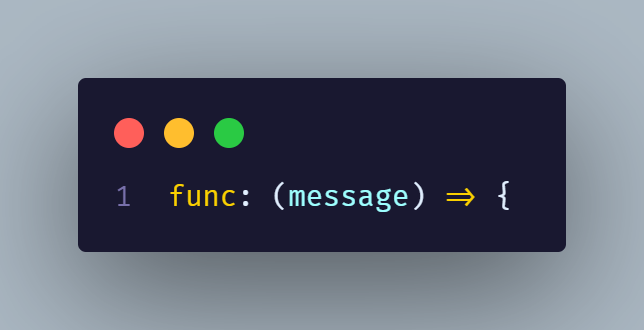 1 func: (message) => {